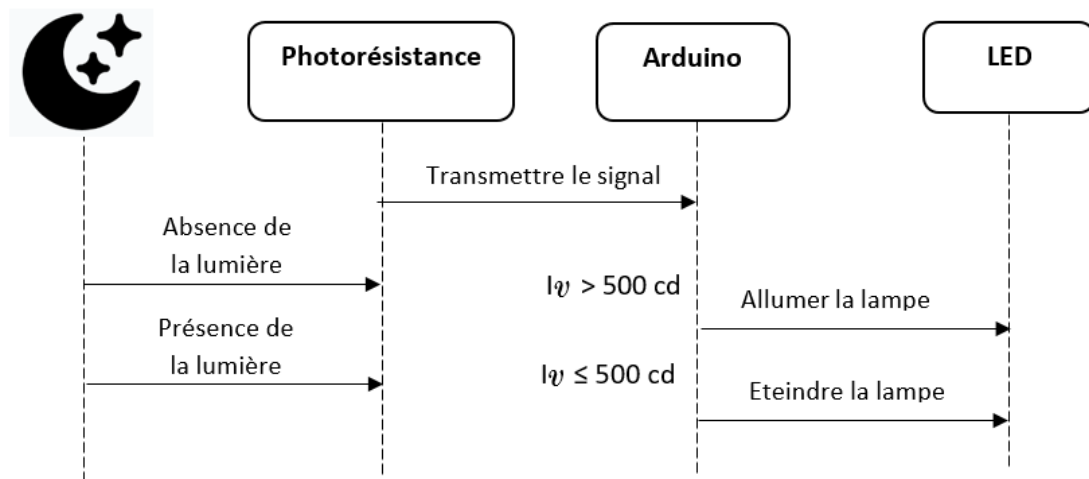 Photorésistance
Arduino
LED
Transmettre le signal
Absence de
la lumière
Iv > 500 cd
Allumer la lampe
Présence de
la lumière
Iv ≤ 500 cd
Eteindre la lampe